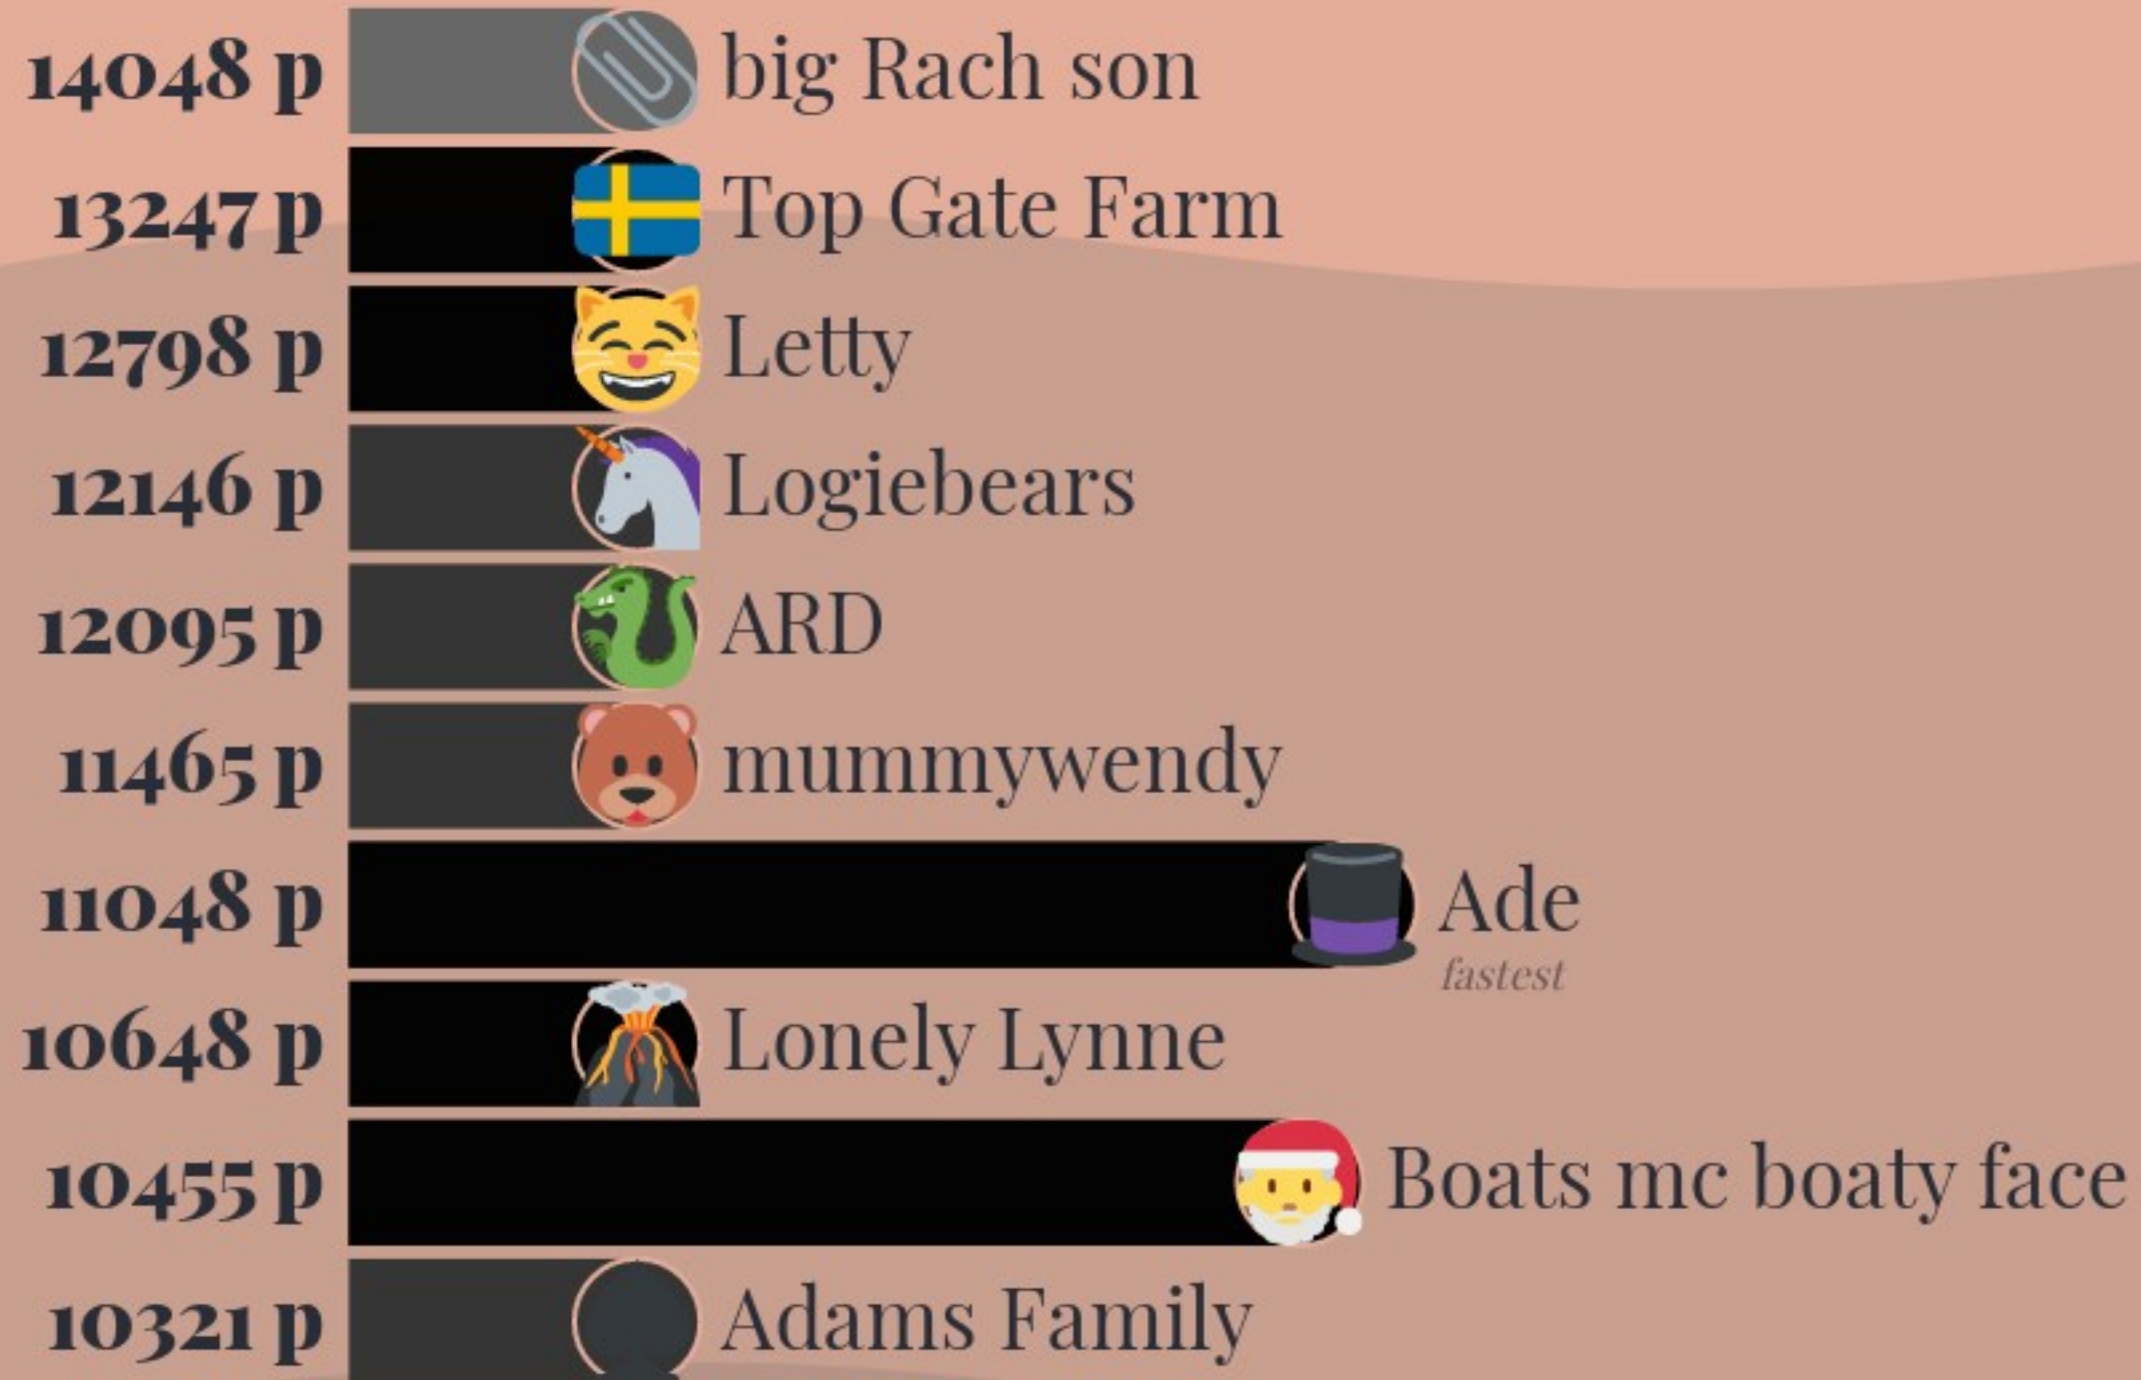 14048 p big Rach son
13247 p Top Gate Farm
12798 p Letty
12146 p Logiebears
12095 p ARD
11465 p mummywendy
11048 p Ade
fastest
10648 p Lonely Lynne
10455 p Boats mc boaty face
10321 p Adams Family